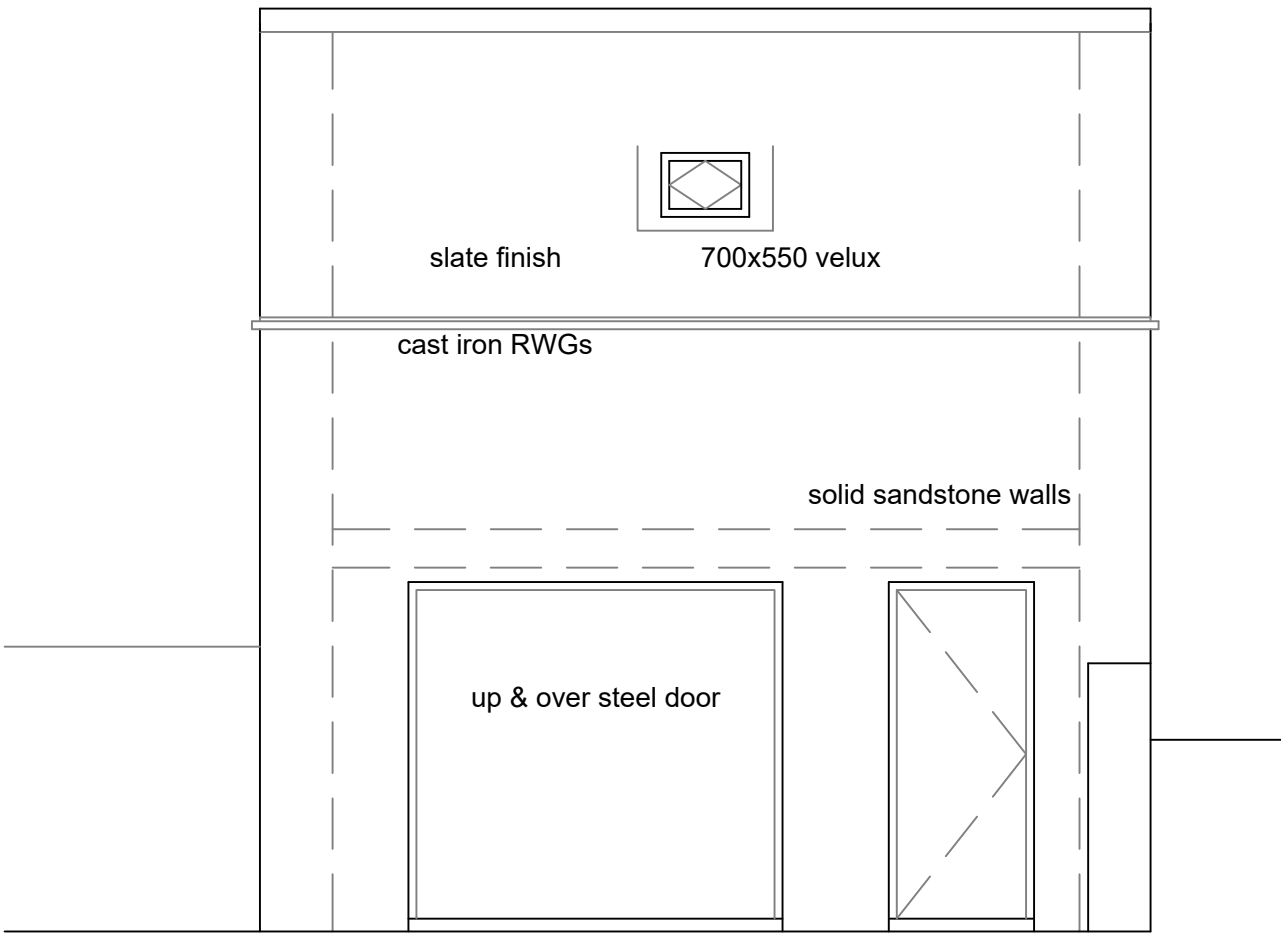 slate finish
700x550 velux
cast iron RWGs
solid sandstone walls
up & over steel door